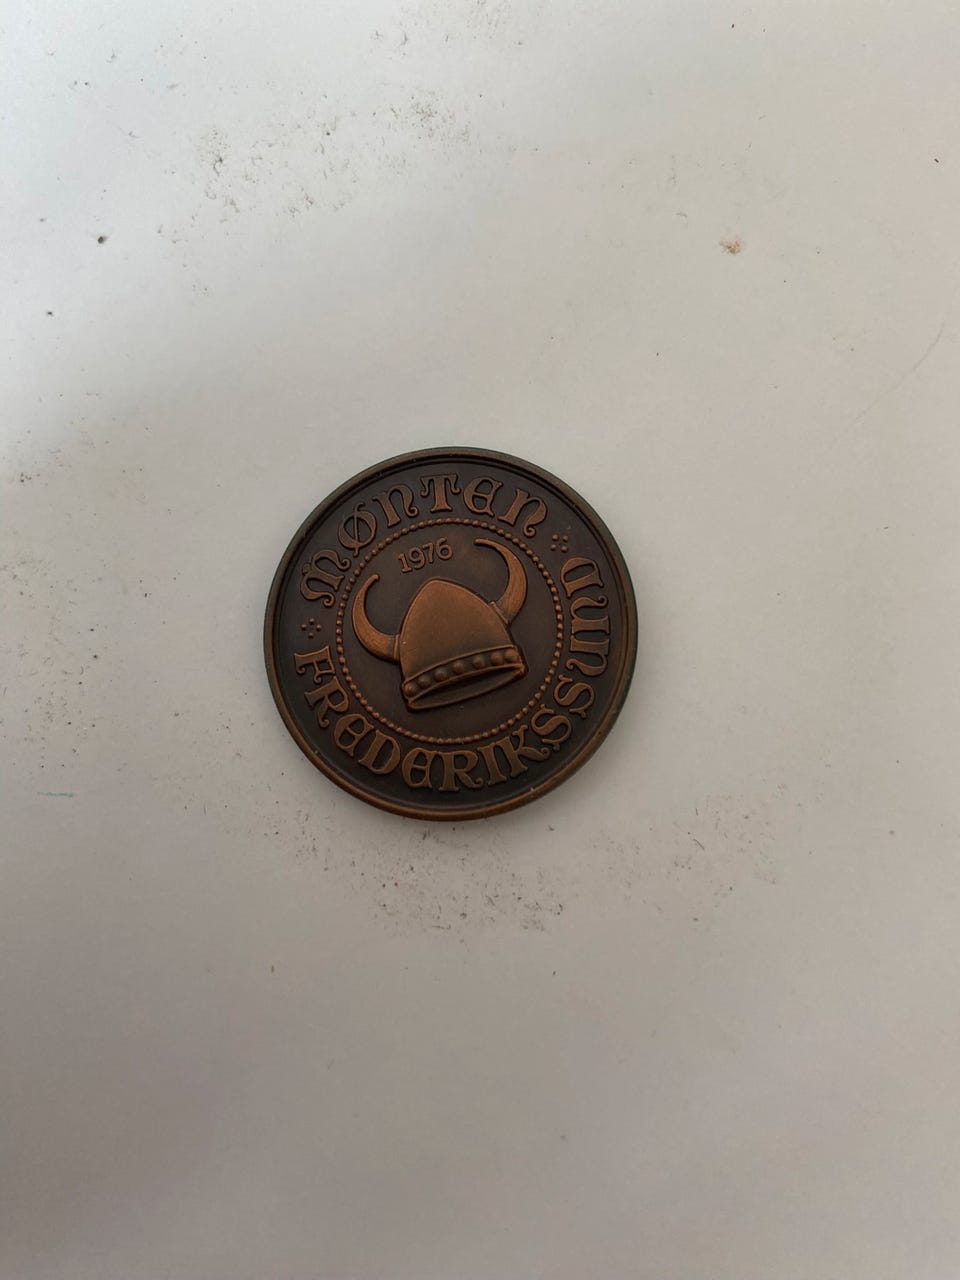 MØNTEN
1976
FREDERIKSSUND